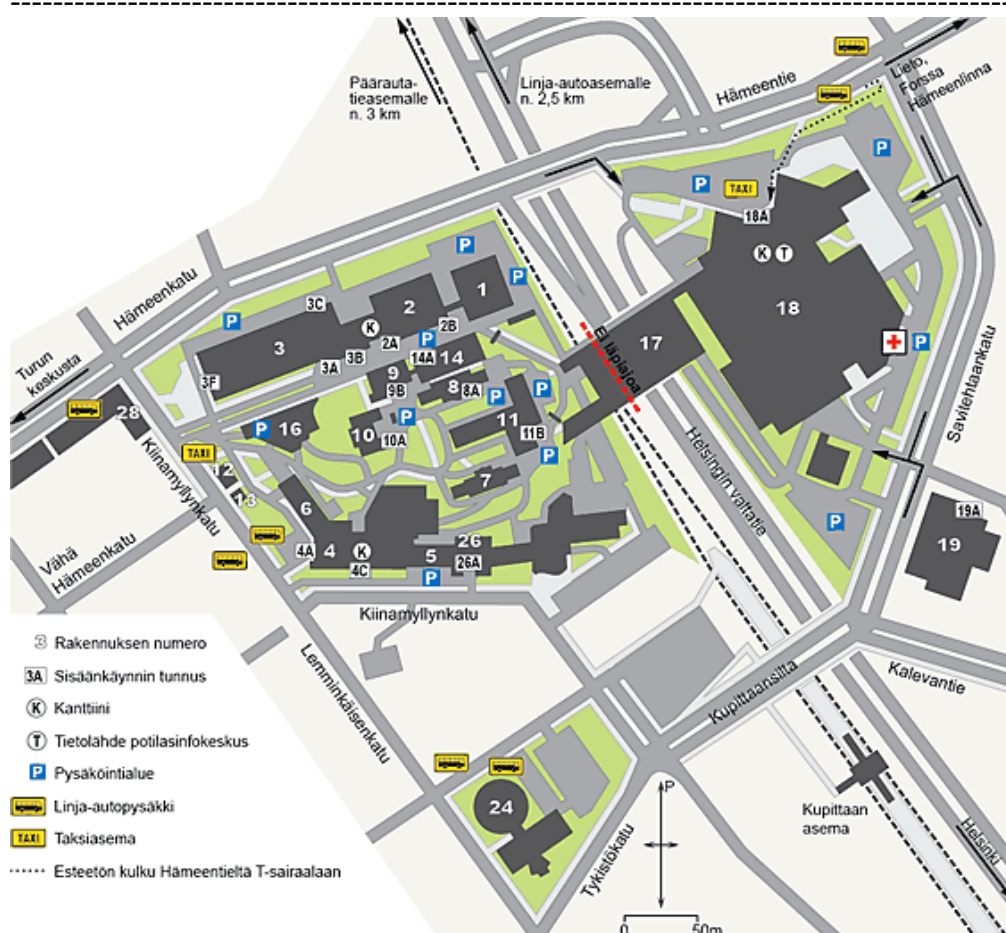 Päärauta-
tieasemalle
n. 3 km
Linja-autoasemalle
n. 2,5 km
Hämeentie
Lieto,
Forssa
Hämeenlinna
P
P
TAXI
18A
K T
18
P
P
P
Hämeenkatu
P
3C
2
1
K
2A
2B
P
3
3B
3A
14A
14
3F
9
9B
8
8A
P
P
17
Ei läpiajoa
Savitehtaankatu
Turun
keskusta
28
P
16
10
10A
P
11
11B
P
TAXI
Kiinamyllynkatu
12
13
7
6
Helsingin valtatie
P
19A
19
Vähä
Hämeenkatu
4A
4
K
4C
5
26
26A
P
Kiinamyllynkatu
3 Rakennuksen numero
3A Sisäänkäynnin tunnus
K Kanttiini
T Tietolähde potilasinfokeskus
P Pysäköintialue
Linja-autopysäkki
TAXI Taksiasema
Esteetön kulku Hämeentieltä T-sairaalaan
Lemminkäisenkatu
Kupittaansilta
Kalevantie
24
P
Tykistökatu
Kupittaan
asema
Helsinki
0 50m